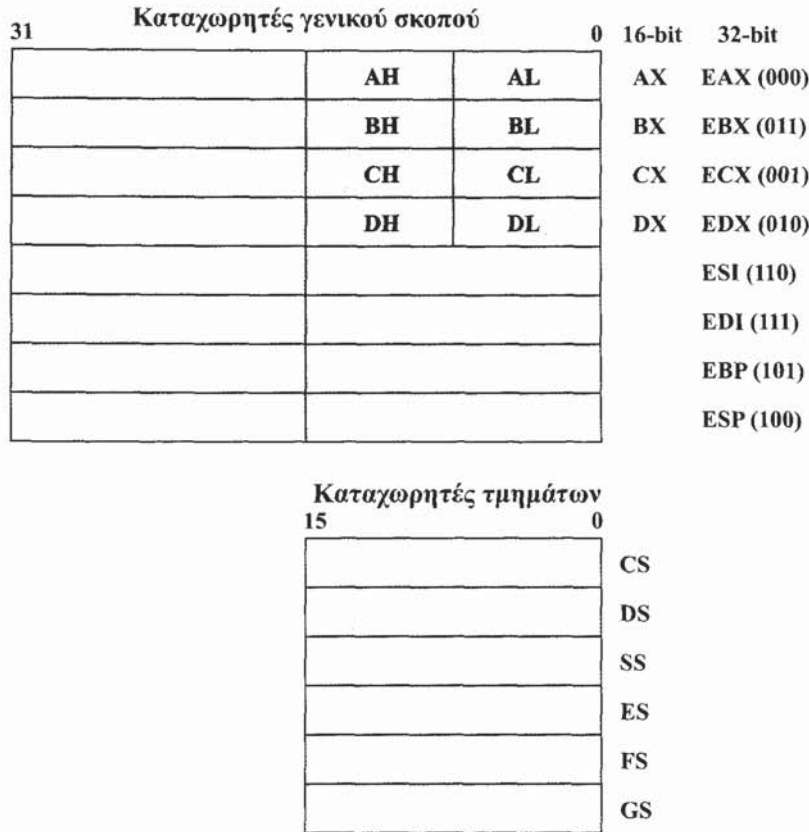 Καταχωρητές γενικού σκοπού
31 0 16-bit 32-bit
AH AL AX EAX (000)
BH BL BX EBX (011)
CH CL CX ECX (001)
DH DL DX EDX (010)
ESI (110)
EDI (111)
EBP (101)
ESP (100)
Καταχωρητές τμημάτων
15 0
CS
DS
SS
ES
FS
GS